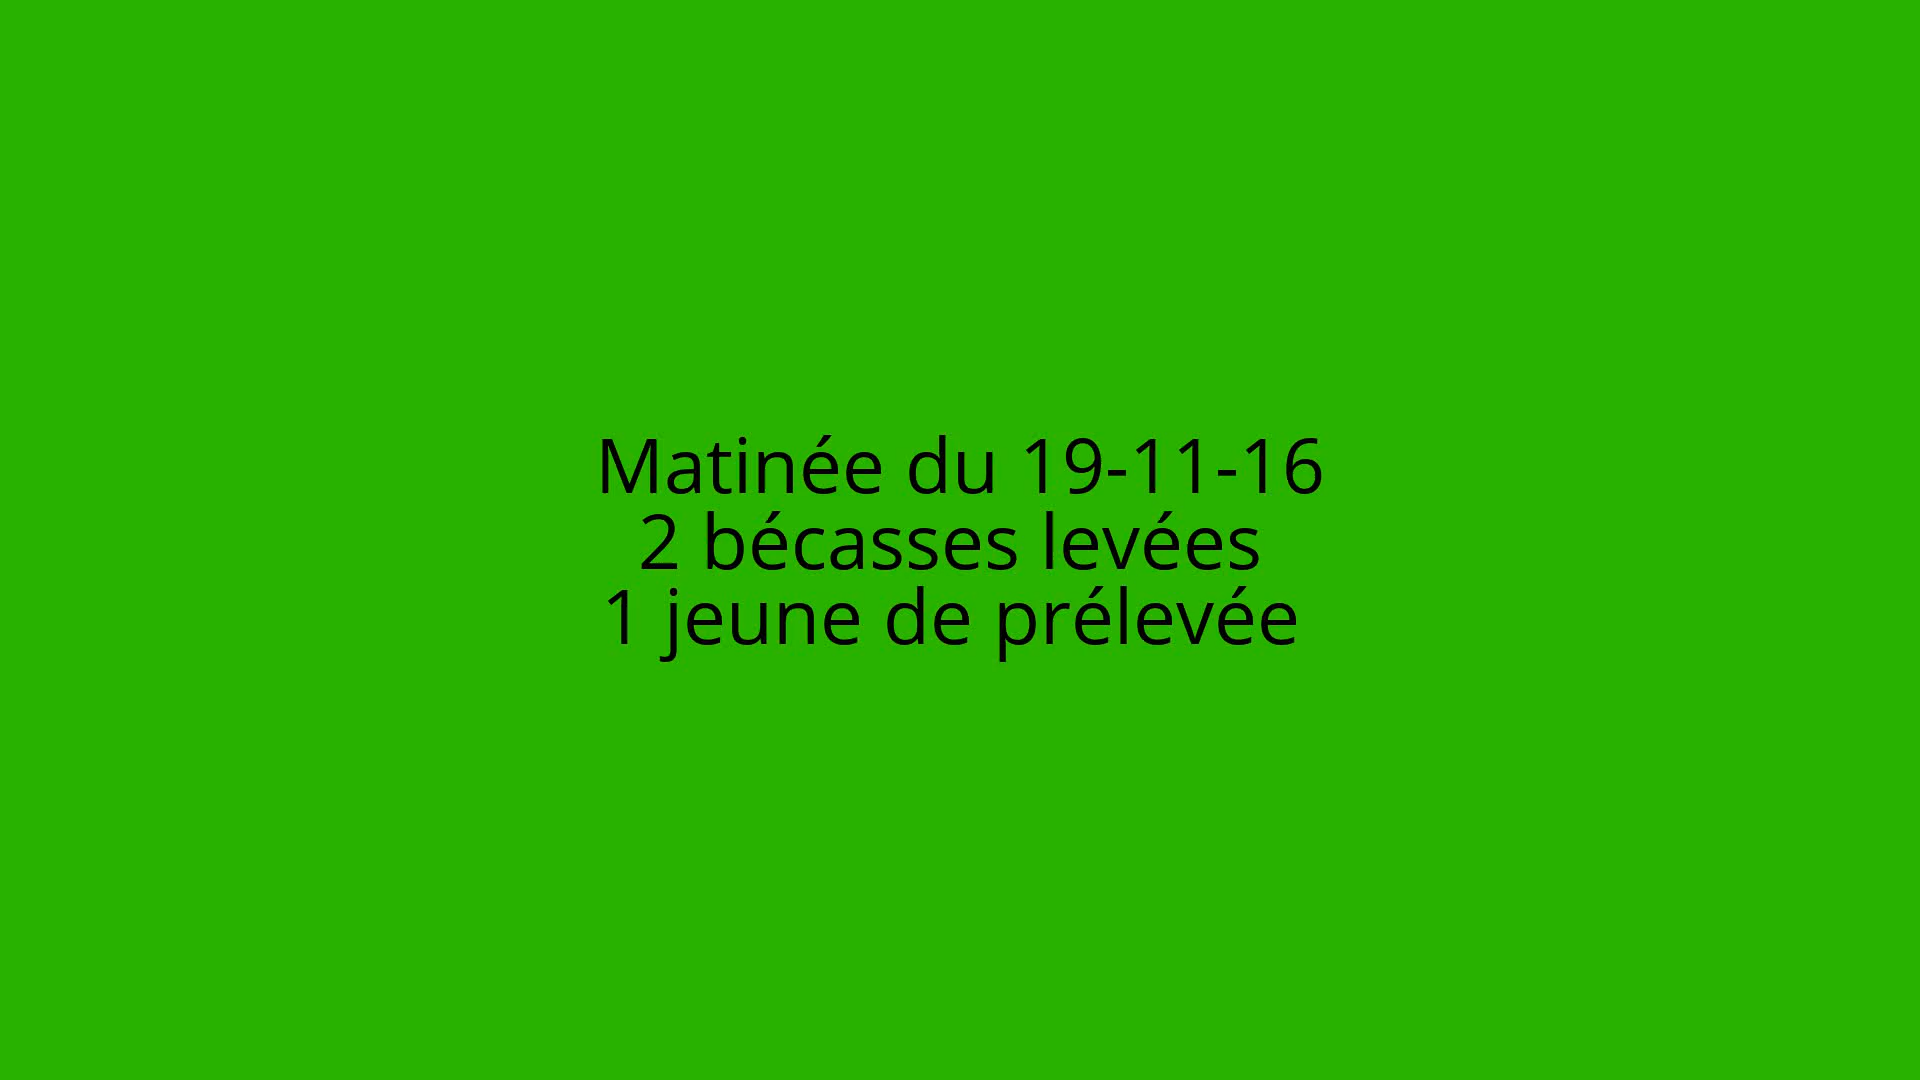 Matinée du 19-11-16
2 bécasses levées
1 jeune de prélevée